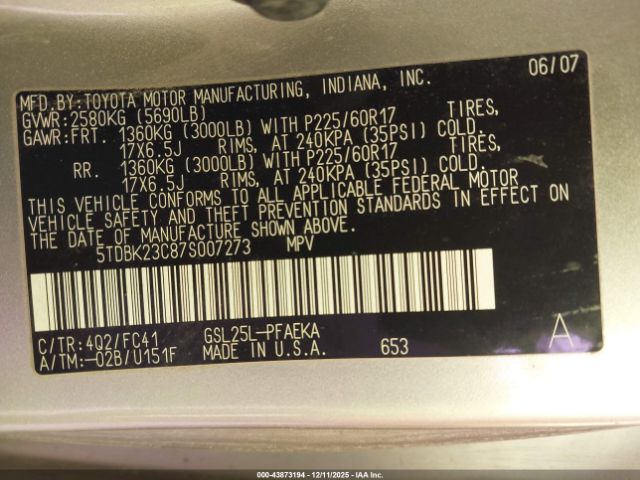 06/07
MFD.BY:TOYOTA MOTOR MANUFACTURING, INDIANA, INC.
GVWR:2580KG (5690LB)
GAWR:FRT. 1360KG (3000LB) WITH P225/60R17 TIRES,
17X6.5J RIMS, AT 240KPA (35PSI) COLD.
RR. 1360KG (3000LB) WITH P225/60R17 TIRES,
17X6.5J RIMS, AT 240KPA (35PSI) COLD.
THIS VEHICLE CONFORMS TO ALL APPLICABLE FEDERAL MOTOR
VEHICLE SAFETY AND THEFT PREVENTION STANDARDS IN EFFECT ON
THE DATE OF MANUFACTURE SHOWN ABOVE.
5TDBK23C87S007273 MPV
C/TR:4Q2/FC41 GSL25L-PFAEKA A
A/TM:-02B/U151F MADE IN U.S.A. 653
000-43873194 - 12/11/2025 - IAA Inc.